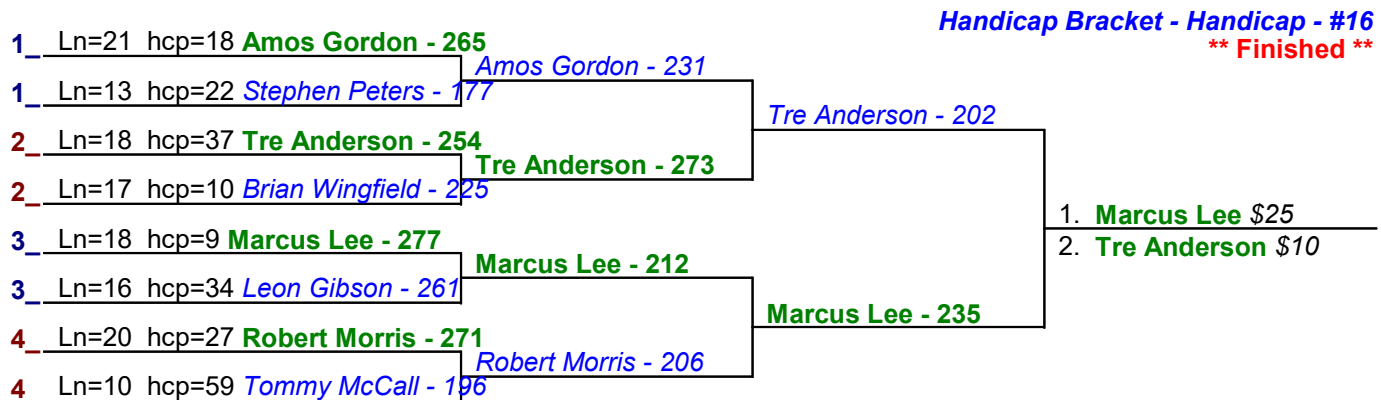 Handicap Bracket - Handicap - #16
** Finished **
1_ Ln=21 hcp=18 Amos Gordon - 265
1_ Ln=13 hcp=22 Stephen Peters - 177
2_ Ln=18 hcp=37 Tre Anderson - 254
2_ Ln=17 hcp=10 Brian Wingfield - 225
3_ Ln=18 hcp=9 Marcus Lee - 277
3_ Ln=16 hcp=34 Leon Gibson - 261
4_ Ln=20 hcp=27 Robert Morris - 271
4 Ln=10 hcp=59 Tommy McCall - 196
Amos Gordon - 231
Tre Anderson - 273
Marcus Lee - 212
Robert Morris - 206
Tre Anderson - 202
Marcus Lee - 235
1. Marcus Lee $25
2. Tre Anderson $10